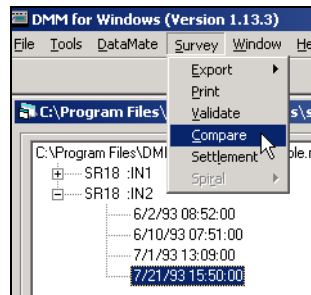 DMM for Windows (Version 1.13.3)
File Tools DataMate Survey Window He
Export
Print
Validate
Compare
Settlement
Spiral
C:\Program Files\ s\s
C:\Program Files\DMI ple.r
SR18 :IN1
SR18 :IN2
6/2/93 08:52:00
6/10/93 07:51:00
7/1/93 13:09:00
7/21/93 15:50:00